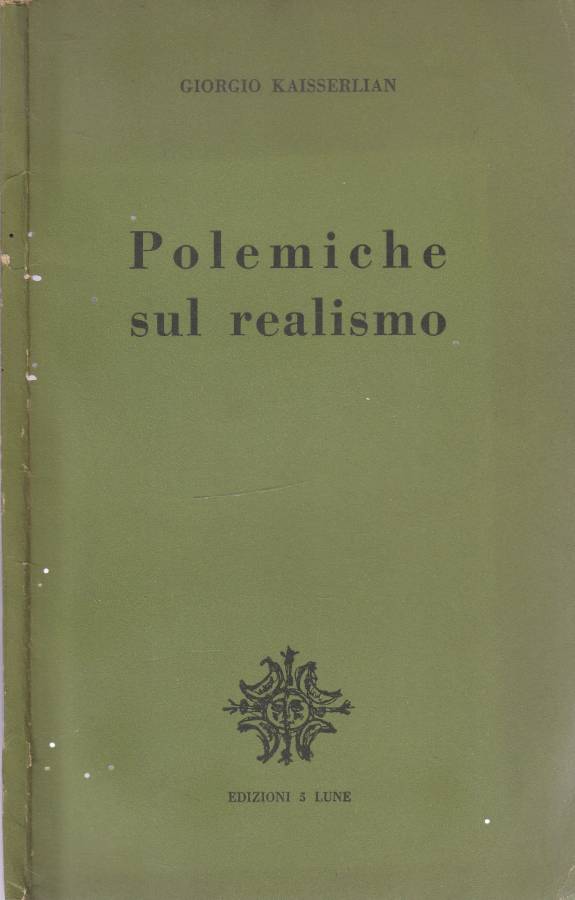 GIORGIO KAISSERLIAN
Polemiche
sul realismo
EDIZIONI 5 LUNE